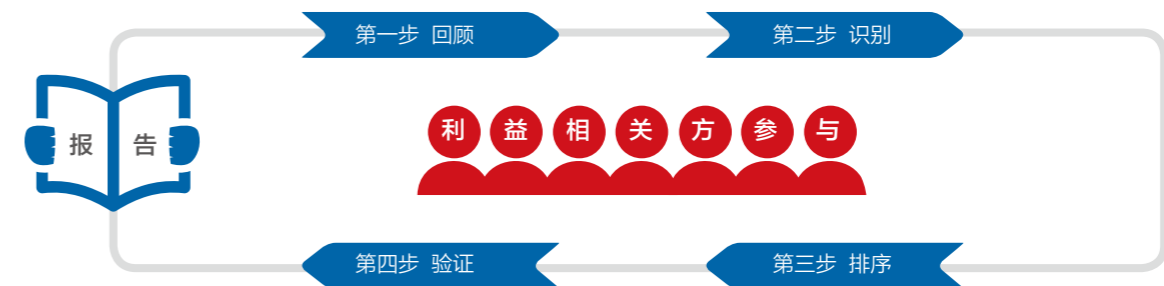 第一步 回顾
第二步 识别
报 告
利益相关方参与
第四步 验证
第三步 排序